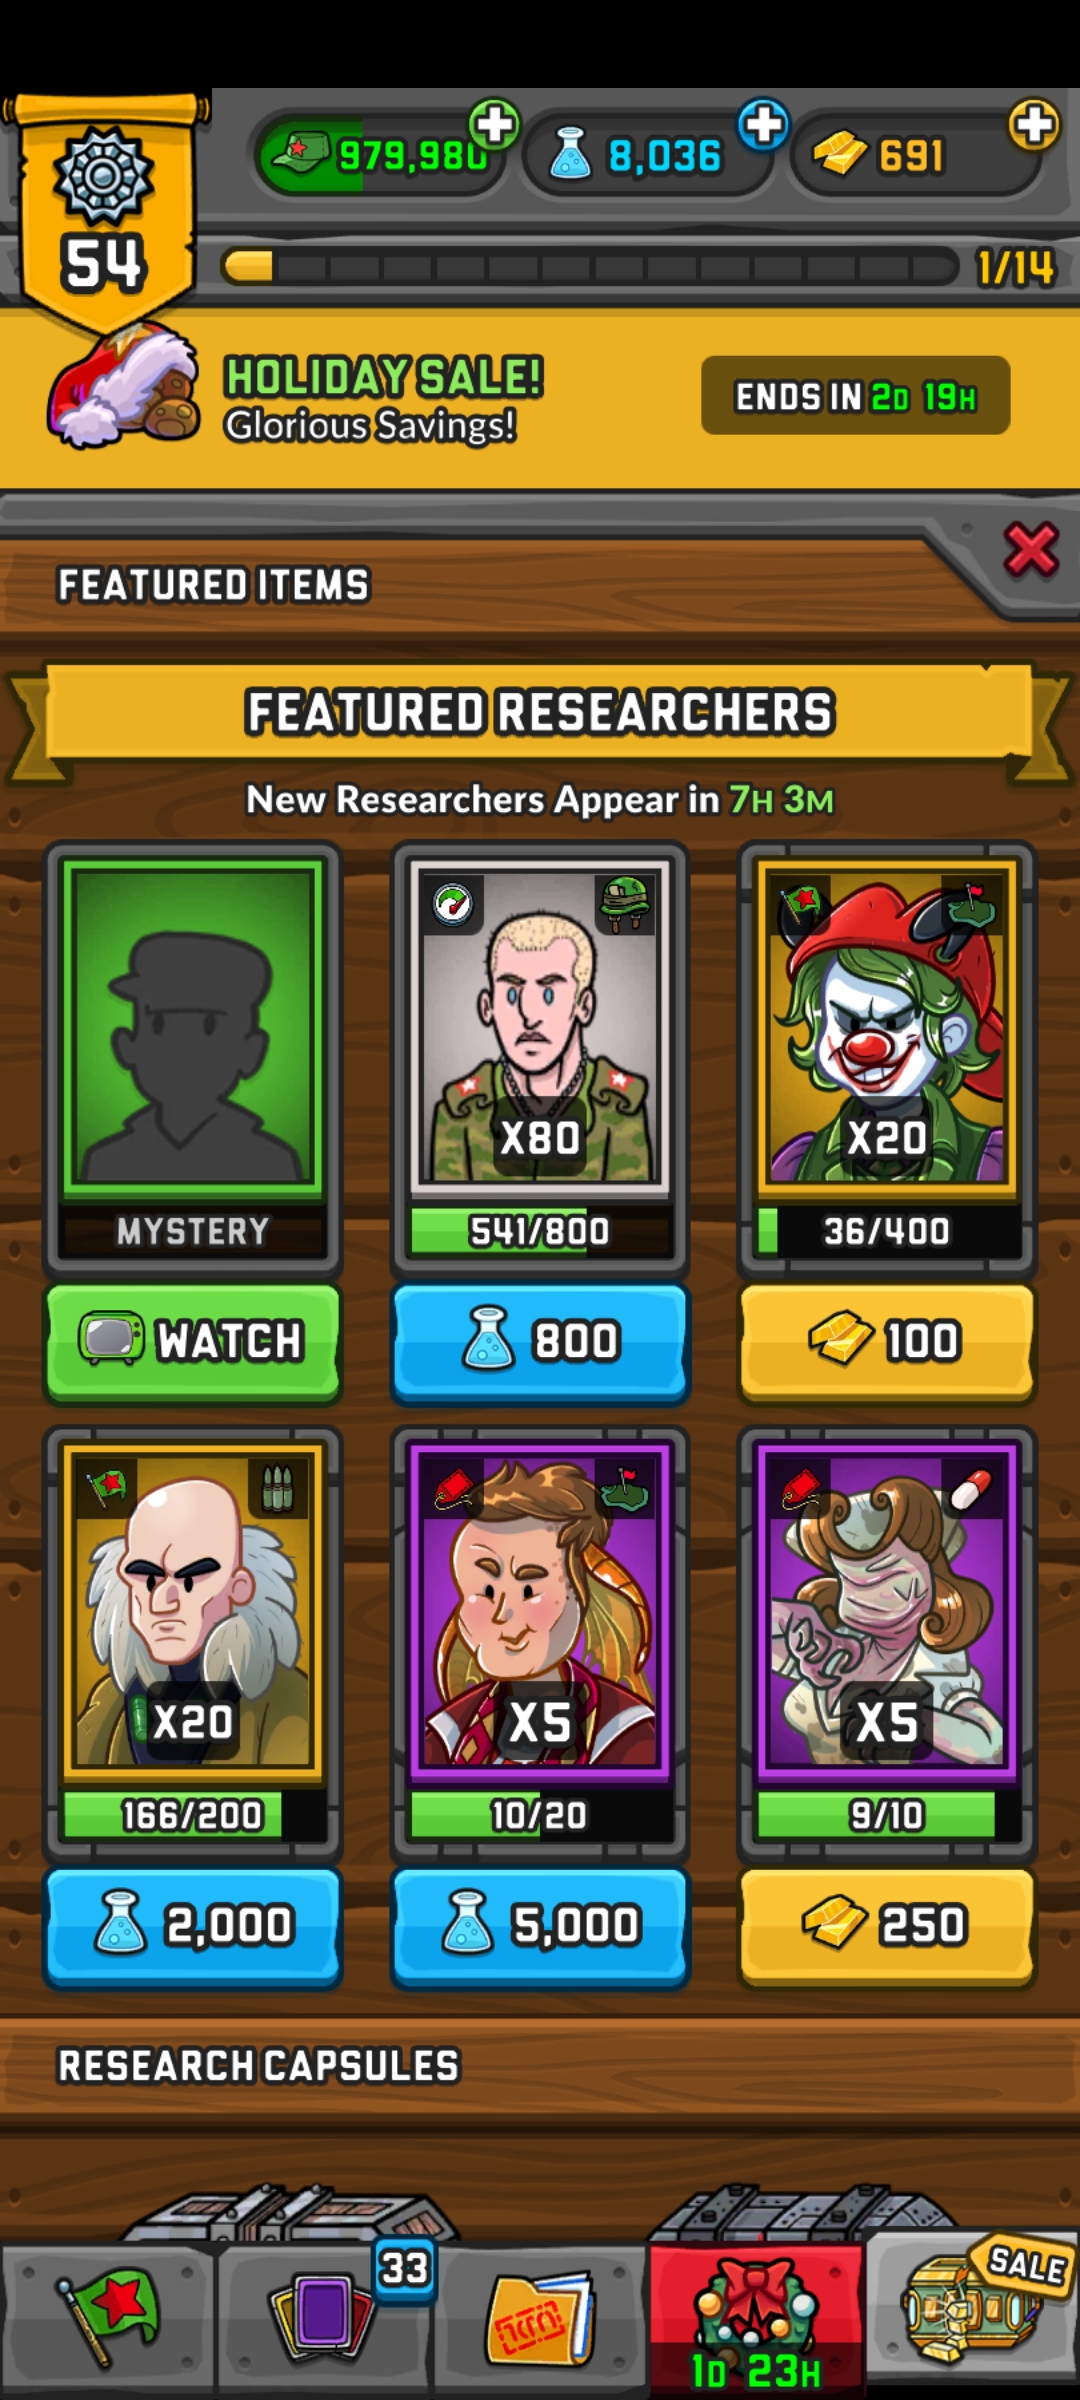 979,980
8,036
691
54
1/14
HOLIDAY SALE!
Glorious Savings!
ENDS IN 2D 19H
FEATURED ITEMS
FEATURED RESEARCHERS
New Researchers Appear in 7H 3M
X80
X20
MYSTERY
541/800
36/400
WATCH
800
100
X20
X5
X5
166/200
10/20
9/10
2,000
5,000
250
RESEARCH CAPSULES
33
SALE
1D 23H